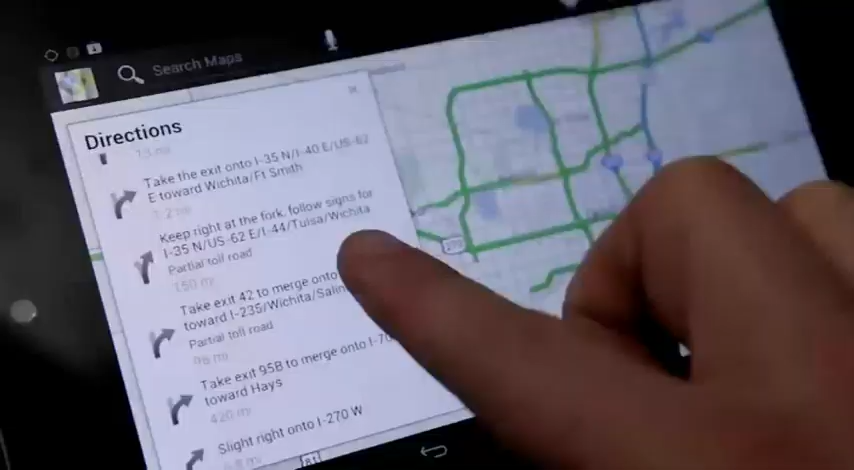 Search Maps
Directions
Take the exit onto I-35 N/I-40 E/US-62
E toward Wichita/Ft Smith
Keep right at the fork, follow signs for
I-35 N/US-62 E/I-44/Tulsa/Wichita
Partial toll road
150 mi
Take exit 42 to merge onto
toward I-235/Wichita/Salin
Partial toll road
96 mi
Take exit 95B to merge onto I-70
toward Hays
420 mi
Slight right onto I-270 W
81